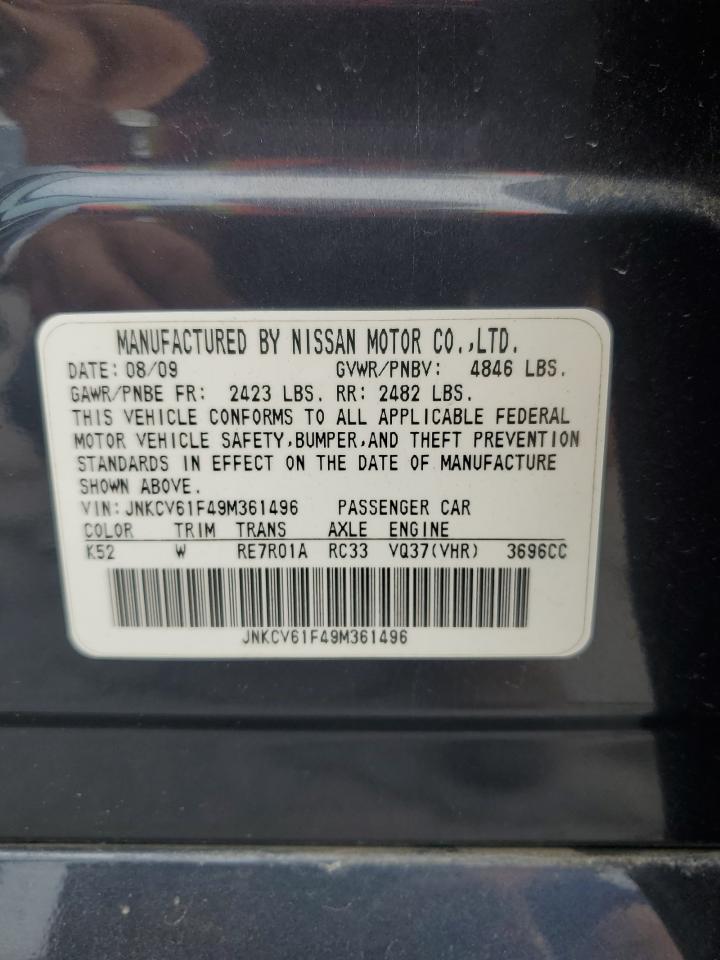 MANUFACTURED BY NISSAN MOTOR CO.,LTD.
DATE: 08/09 GVWR/PNBV: 4846 LBS.
GAWR/PNBE FR: 2423 LBS. RR: 2482 LBS.
THIS VEHICLE CONFORMS TO ALL APPLICABLE FEDERAL
MOTOR VEHICLE SAFETY,BUMPER,AND THEFT PREVENTION
STANDARDS IN EFFECT ON THE DATE OF MANUFACTURE
SHOWN ABOVE.
VIN: JNKCV61F49M361496 PASSENGER CAR
COLOR TRIM TRANS AXLE ENGINE
K52 W RE7R01A RC33 VQ37(VHR) 3696CC
JNKCV61F49M361496